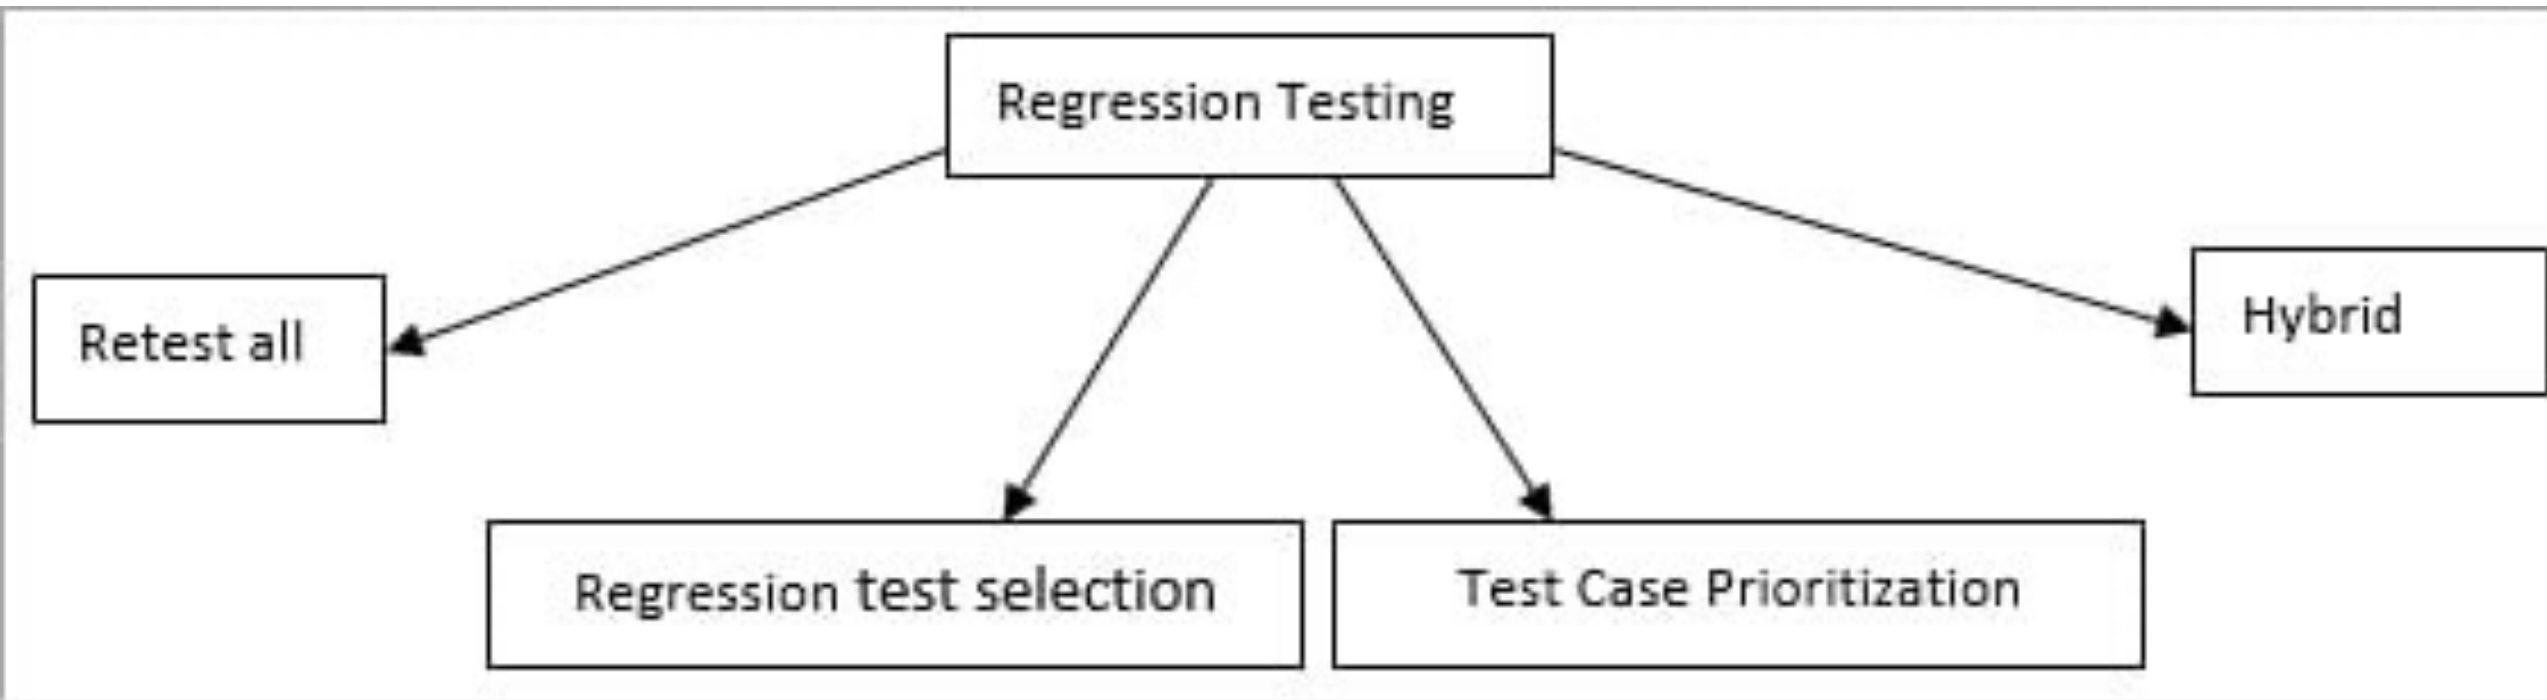 Regression Testing
Retest all
Hybrid
Regression test selection
Test Case Prioritization